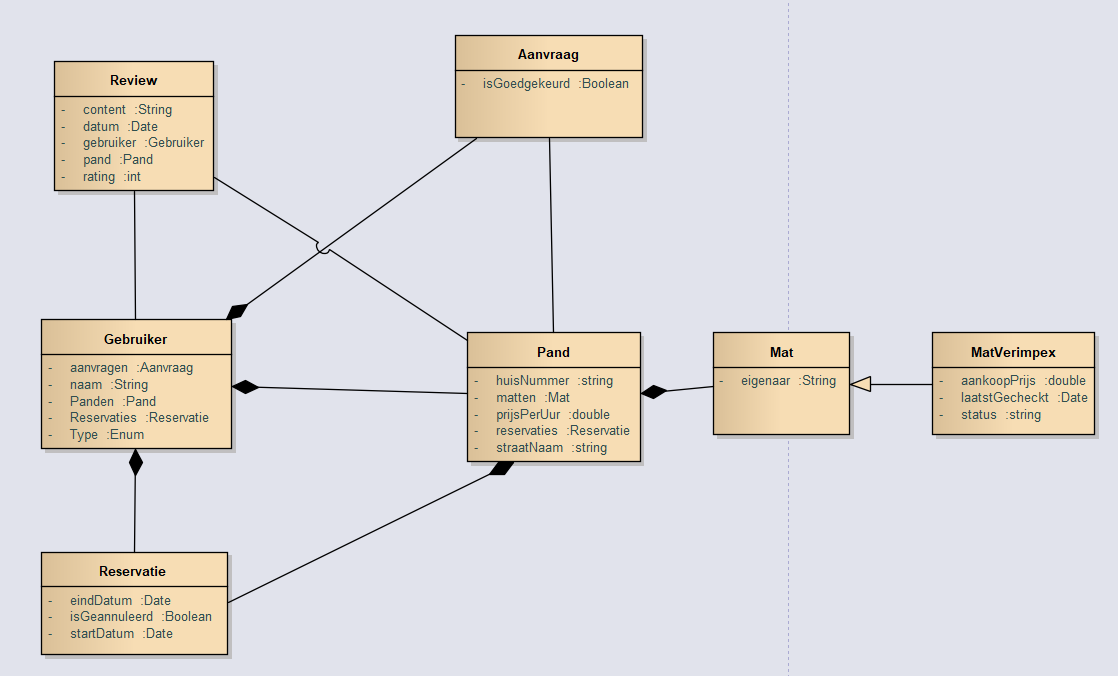 Review
- content :String
- datum :Date
- gebruiker :Gebruiker
- pand :Pand
- rating :int
Aanvraag
- isGoedgekeurd :Boolean
Gebruiker
- aanvragen :Aanvraag
- naam :String
- Panden :Pand
- Reservaties :Reservatie
- Type :Enum
Pand
- huisNummer :string
- matten :Mat
- prijsPerUur :double
- reservaties :Reservatie
- straatNaam :string
Mat
- eigenaar :String
MatVerimpex
- aankoopPrijs :double
- laatstGecheckt :Date
- status :string
Reservatie
- eindDatum :Date
- isGeannuleerd :Boolean
- startDatum :Date